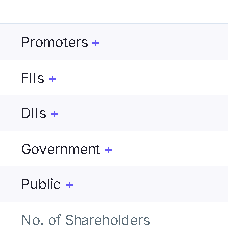 Promoters +
FIIs +
DIIs +
Government +
Public +
No. of Shareholders